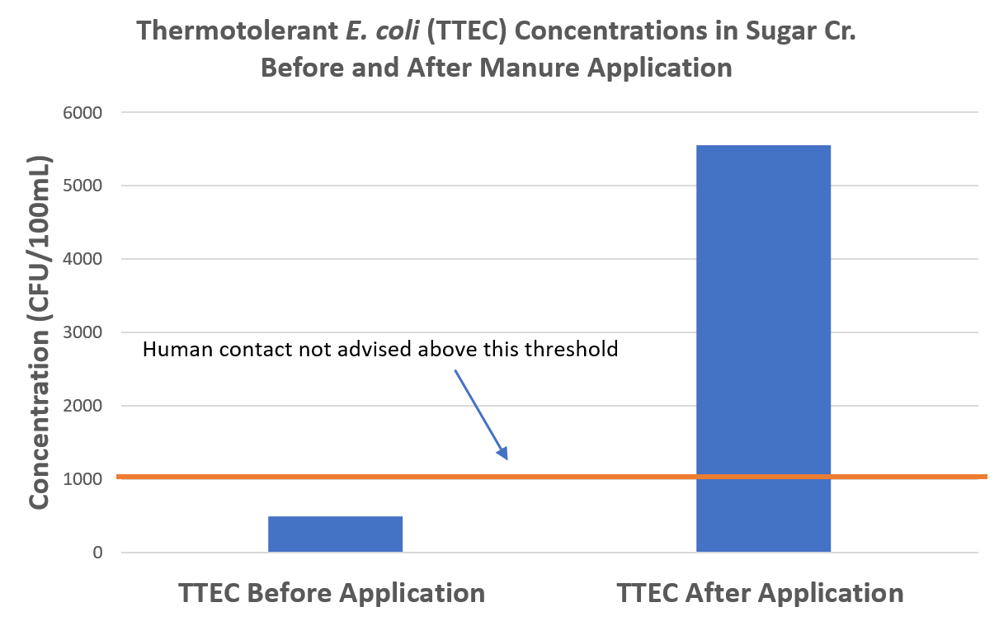 Thermotolerant E. coli (TTEC) Concentrations in Sugar Cr.
Before and After Manure Application
Concentration (CFU/100mL)
6000
5000
4000
3000
2000
1000
0
Human contact not advised above this threshold
TTEC Before Application
TTEC After Application